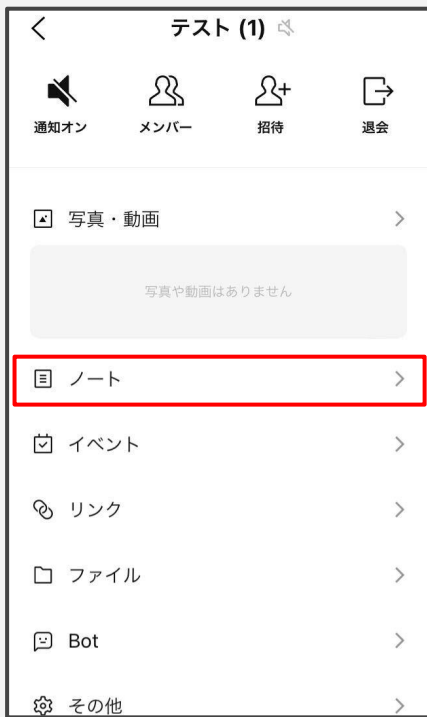 テスト (1)
通知オン メンバー 招待 退会
写真・動画
写真や動画はありません
ノート
イベント
リンク
ファイル
Bot
その他